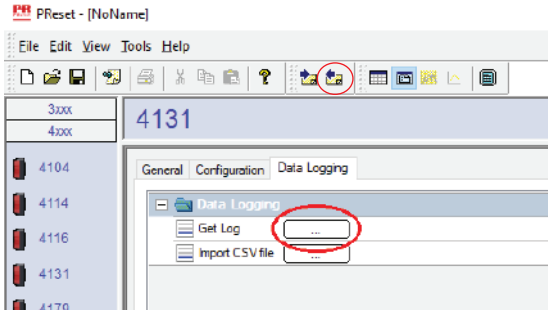 PR PReset - [NoName]
File Edit View Tools Help
3xxx
4xxx
4131
4104
4114
4116
4131
4179
General Configuration Data Logging
Data Logging
Get Log ...
Import CSV file ...